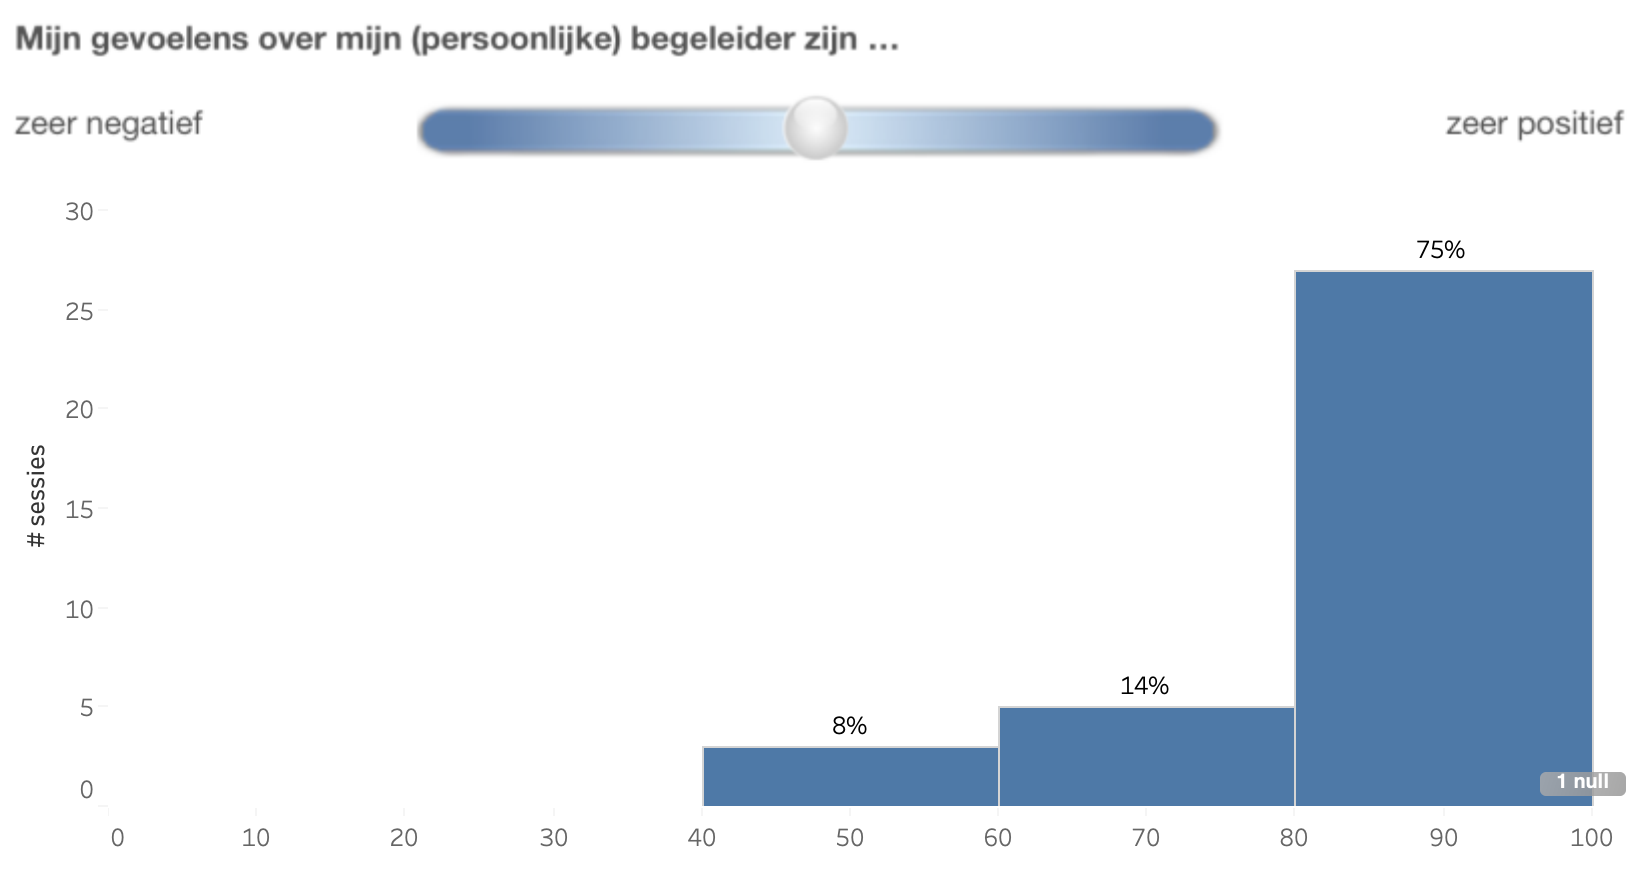 Mijn gevoelens over mijn (persoonlijke) begeleider zijn ...
zeer negatief
zeer positief
30
25
20
15
10
5
0
# sessies
75%
14%
8%
1 null
0 10 20 30 40 50 60 70 80 90 100